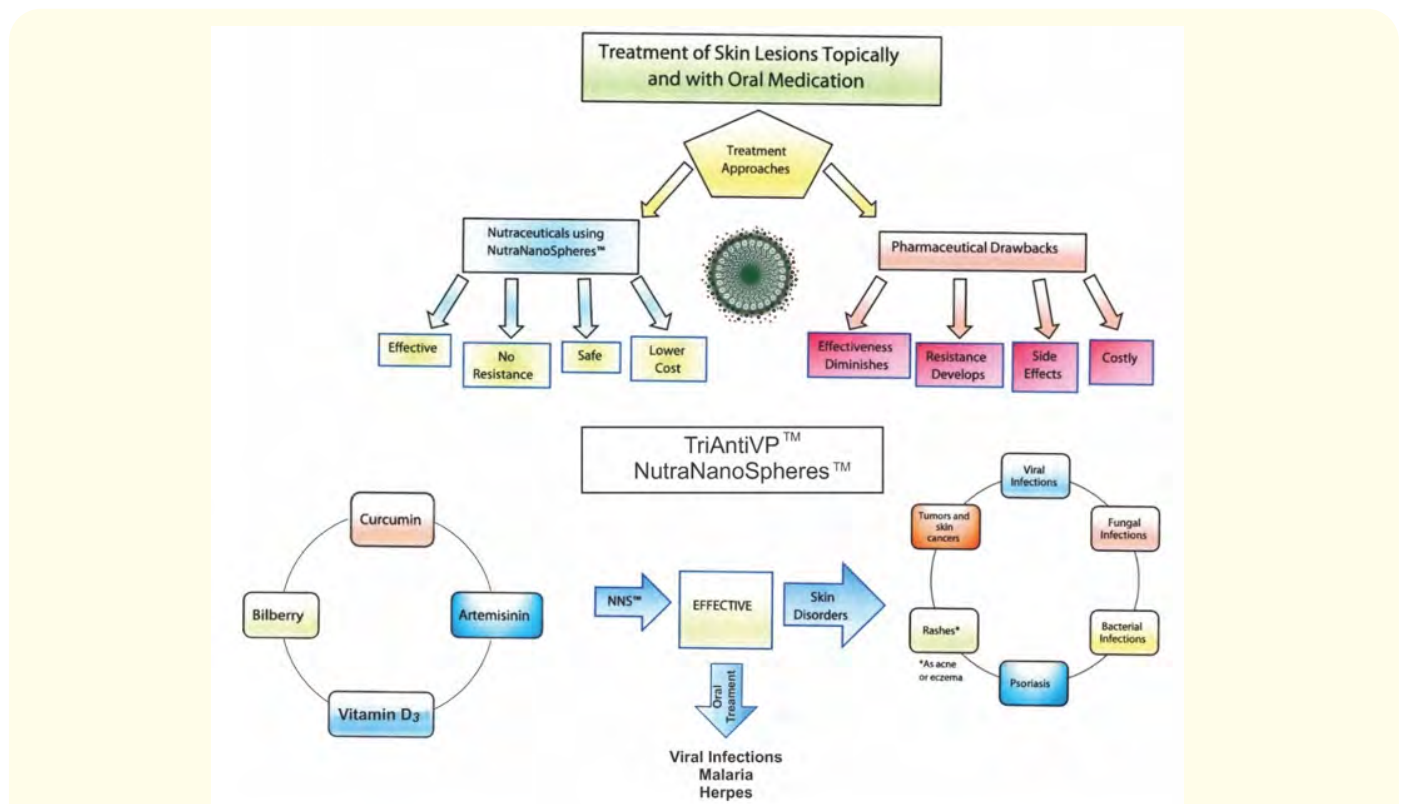 Treatment of Skin Lesions Topically
and with Oral Medication
Treatment
Approaches
Nutraceuticals using
NutraNanoSpheres™
Pharmaceutical Drawbacks
Effective
No
Resistance
Safe
Lower
Cost
Effectiveness
Diminishes
Resistance
Develops
Side
Effects
Costly
TriAntiVP™
NutraNanoSpheres™
Curcumin
Bilberry
Artemisinin
Vitamin D3
NNS™
EFFECTIVE
Skin
Disorders
Oral
Treatment
Viral Infections
Malaria
Herpes
Viral
Infections
Tumors and
skin
cancers
Fungal
Infections
Rashes*
*As acne
or eczema
Bacterial
Infections
Psoriasis